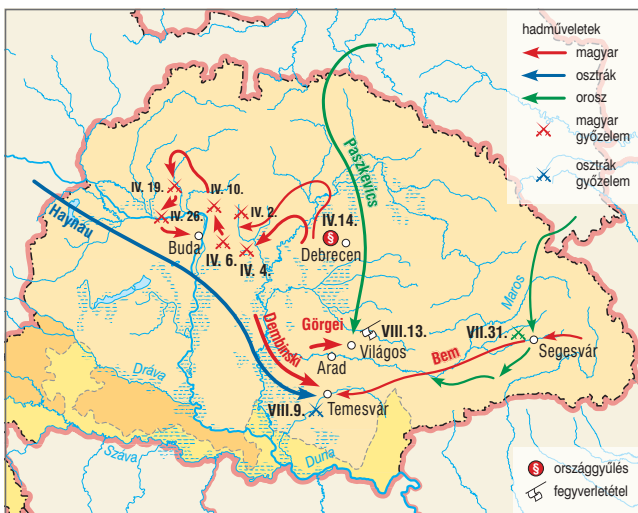 hadműveletek
magyar
osztrák
orosz
magyar
győzelem
osztrák
győzelem
Paszkevics
IV. 19.
IV. 10.
IV. 26.
IV. 2.
IV.14.
§
Haynau
Buda
Debrecen
IV. 6.
IV. 4.
Maros
Dembinski
Görgei
VIII.13.
VII.31.
Világos
Segesvár
Arad
Bem
Dráva
VIII.9.
Temesvár
Száva
Duna
§ országgyűlés
fegyverletétel